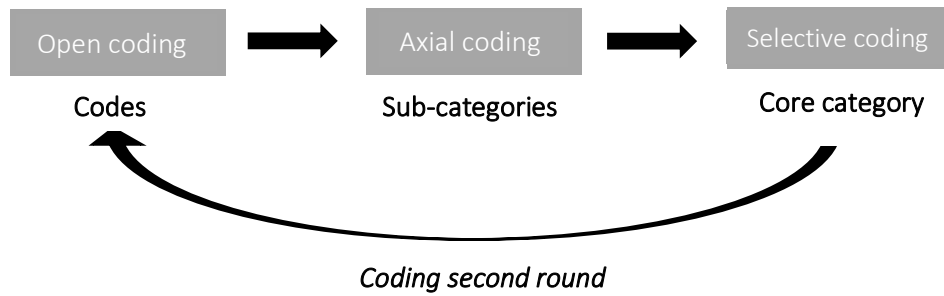 Open coding
Axial coding
Selective coding
Codes
Sub-categories
Core category
Coding second round